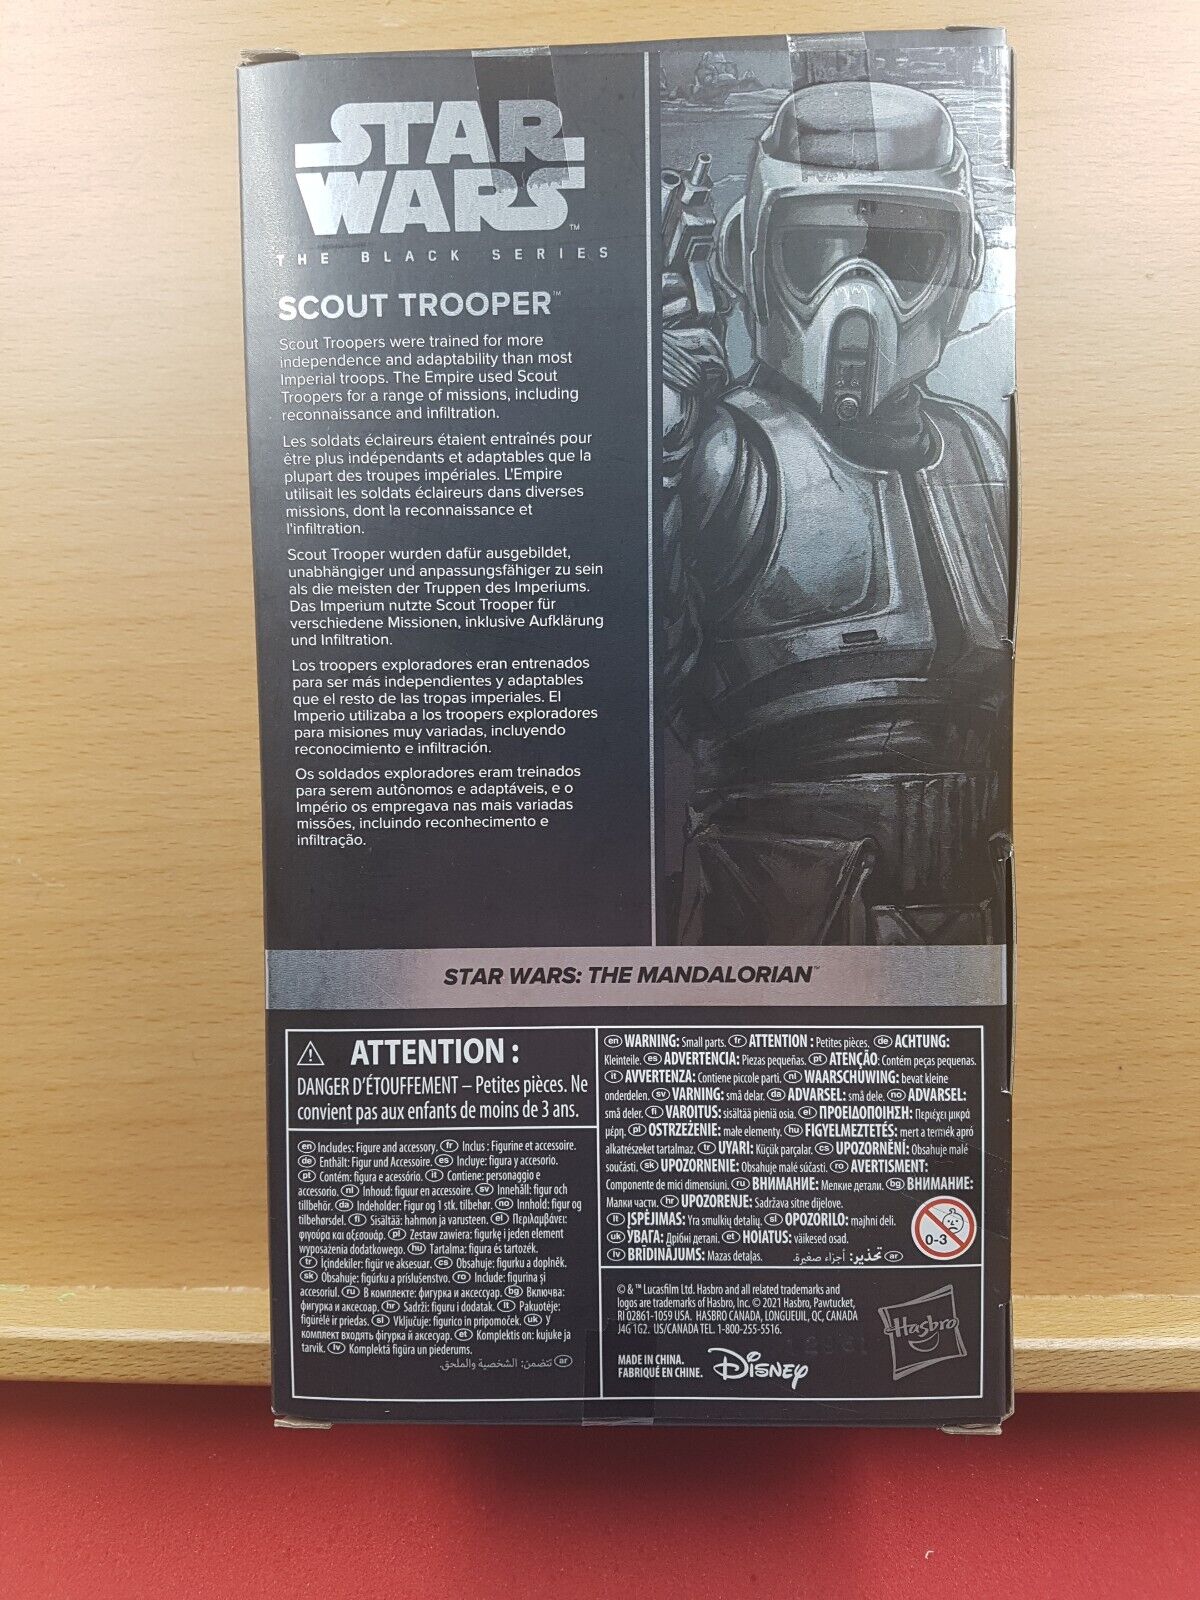 STAR
WARS™
THE BLACK SERIES
SCOUT TROOPER™
Scout Troopers were trained for more
independence and adaptability than most
Imperial troops. The Empire used Scout
Troopers for a range of missions, including
reconnaissance and infiltration.
Les soldats éclaireurs étaient entraînés pour
être plus indépendants et adaptables que la
plupart des troupes impériales. L'Empire
utilisait les soldats éclaireurs dans diverses
missions, dont la reconnaissance et
l'infiltration.
Scout Trooper wurden dafür ausgebildet,
unabhängiger und anpassungsfähiger zu sein
als die meisten der Truppen des Imperiums.
Das Imperium nutzte Scout Trooper für
verschiedene Missionen, inklusive Aufklärung
und Infiltration.
Los troopers exploradores eran entrenados
para ser más independientes y adaptables
que el resto de las tropas imperiales. El
Imperio utilizaba a los troopers exploradores
para misiones muy variadas, incluyendo
reconocimiento e infiltración.
Os soldados exploradores eram treinados
para serem autônomos e adaptáveis, e o
Império os empregava nas mais variadas
missões, incluindo reconhecimento e
infiltração.
STAR WARS: THE MANDALORIAN™
ATTENTION :
DANGER D'ÉTOUFFEMENT – Petites pièces. Ne
convient pas aux enfants de moins de 3 ans.
en Includes: Figure and accessory. fr Inclus : Figurine et accessoire.
de Enthält: Figur und Accessoire. es Incluye: figura y accesorio.
pt Contém: figura e acessório. it Contiene: personaggio e
accessorio. nl Inhoud: figuur en accessoire. sv Innehåll: figur och
tillbehör. da Indeholder: Figur og 1 stk. tilbehør. no Innhold: figur og
tilbehørsdel. fi Sisältää: hahmon ja varusteen. el Περιλαμβάνει:
φιγούρα και αξεσουάρ. pl Zestaw zawiera: figurkę i jeden element
wyposażenia dodatkowego. hu Tartalma: figura és tartozék.
tr İçindekiler: figür ve aksesuar. cs Obsahuje: figurku a doplněk.
sk Obsahuje: figúrku a príslušenstvo. ro Include: figurina și
accesoriul. ru В комплекте: фигурка и аксессуар. bg Включва:
фигурка и аксесоар. hr Sadrži: figuru i dodatak. lt Pakuotėje:
figūrėlė ir priedas. sl Vključuje: figurico in pripomoček. uk У
комплект входять фігурка й аксесуар. et Komplektis on: kujuke ja
tarvik. lv Komplektā figūra un piederums.
ar تتضمن: الشخصية والملحق.
en WARNING: Small parts. fr ATTENTION : Petites pièces. de ACHTUNG:
Kleinteile. es ADVERTENCIA: Piezas pequeñas. pt ATENÇÃO: Contém peças pequenas.
it AVVERTENZA: Contiene piccole parti. nl WAARSCHUWING: bevat kleine
onderdelen. sv VARNING: små delar. da ADVARSEL: små dele. no ADVARSEL:
små deler. fi VAROITUS: sisältää pieniä osia. el ΠΡΟΕΙΔΟΠΟΙΗΣΗ: Περιέχει μικρά
μέρη. pl OSTRZEŻENIE: małe elementy. hu FIGYELMEZTETÉS: mert a termék apró
alkatrészeket tartalmaz. tr UYARI: Küçük parçalar. cs UPOZORNĚNÍ: Obsahuje malé
součásti. sk UPOZORNENIE: Obsahuje malé súčasti. ro AVERTISMENT:
Componente de mici dimensiuni. ru ВНИМАНИЕ: Мелкие детали. bg ВНИМАНИЕ:
Малки части. hr UPOZORENJE: Sadržava sitne dijelove.
lt ĮSPĖJIMAS: Yra smulkių detalių. sl OPOZORILO: majhni deli.
uk УВАГА: Дрібні деталі. et HOIATUS: väikesed osad.
lv BRĪDINĀJUMS: Mazas detaļas. ar تحذير: أجزاء صغيرة.
0-3
© & ™ Lucasfilm Ltd. Hasbro and all related trademarks and
logos are trademarks of Hasbro, Inc. © 2021 Hasbro, Pawtucket,
RI 02861-1059 USA. HASBRO CANADA, LONGUEUIL, QC, CANADA
J4G 1G2. US/CANADA TEL. 1-800-255-5516.
MADE IN CHINA.
FABRIQUÉ EN CHINE.
Disney
Hasbro